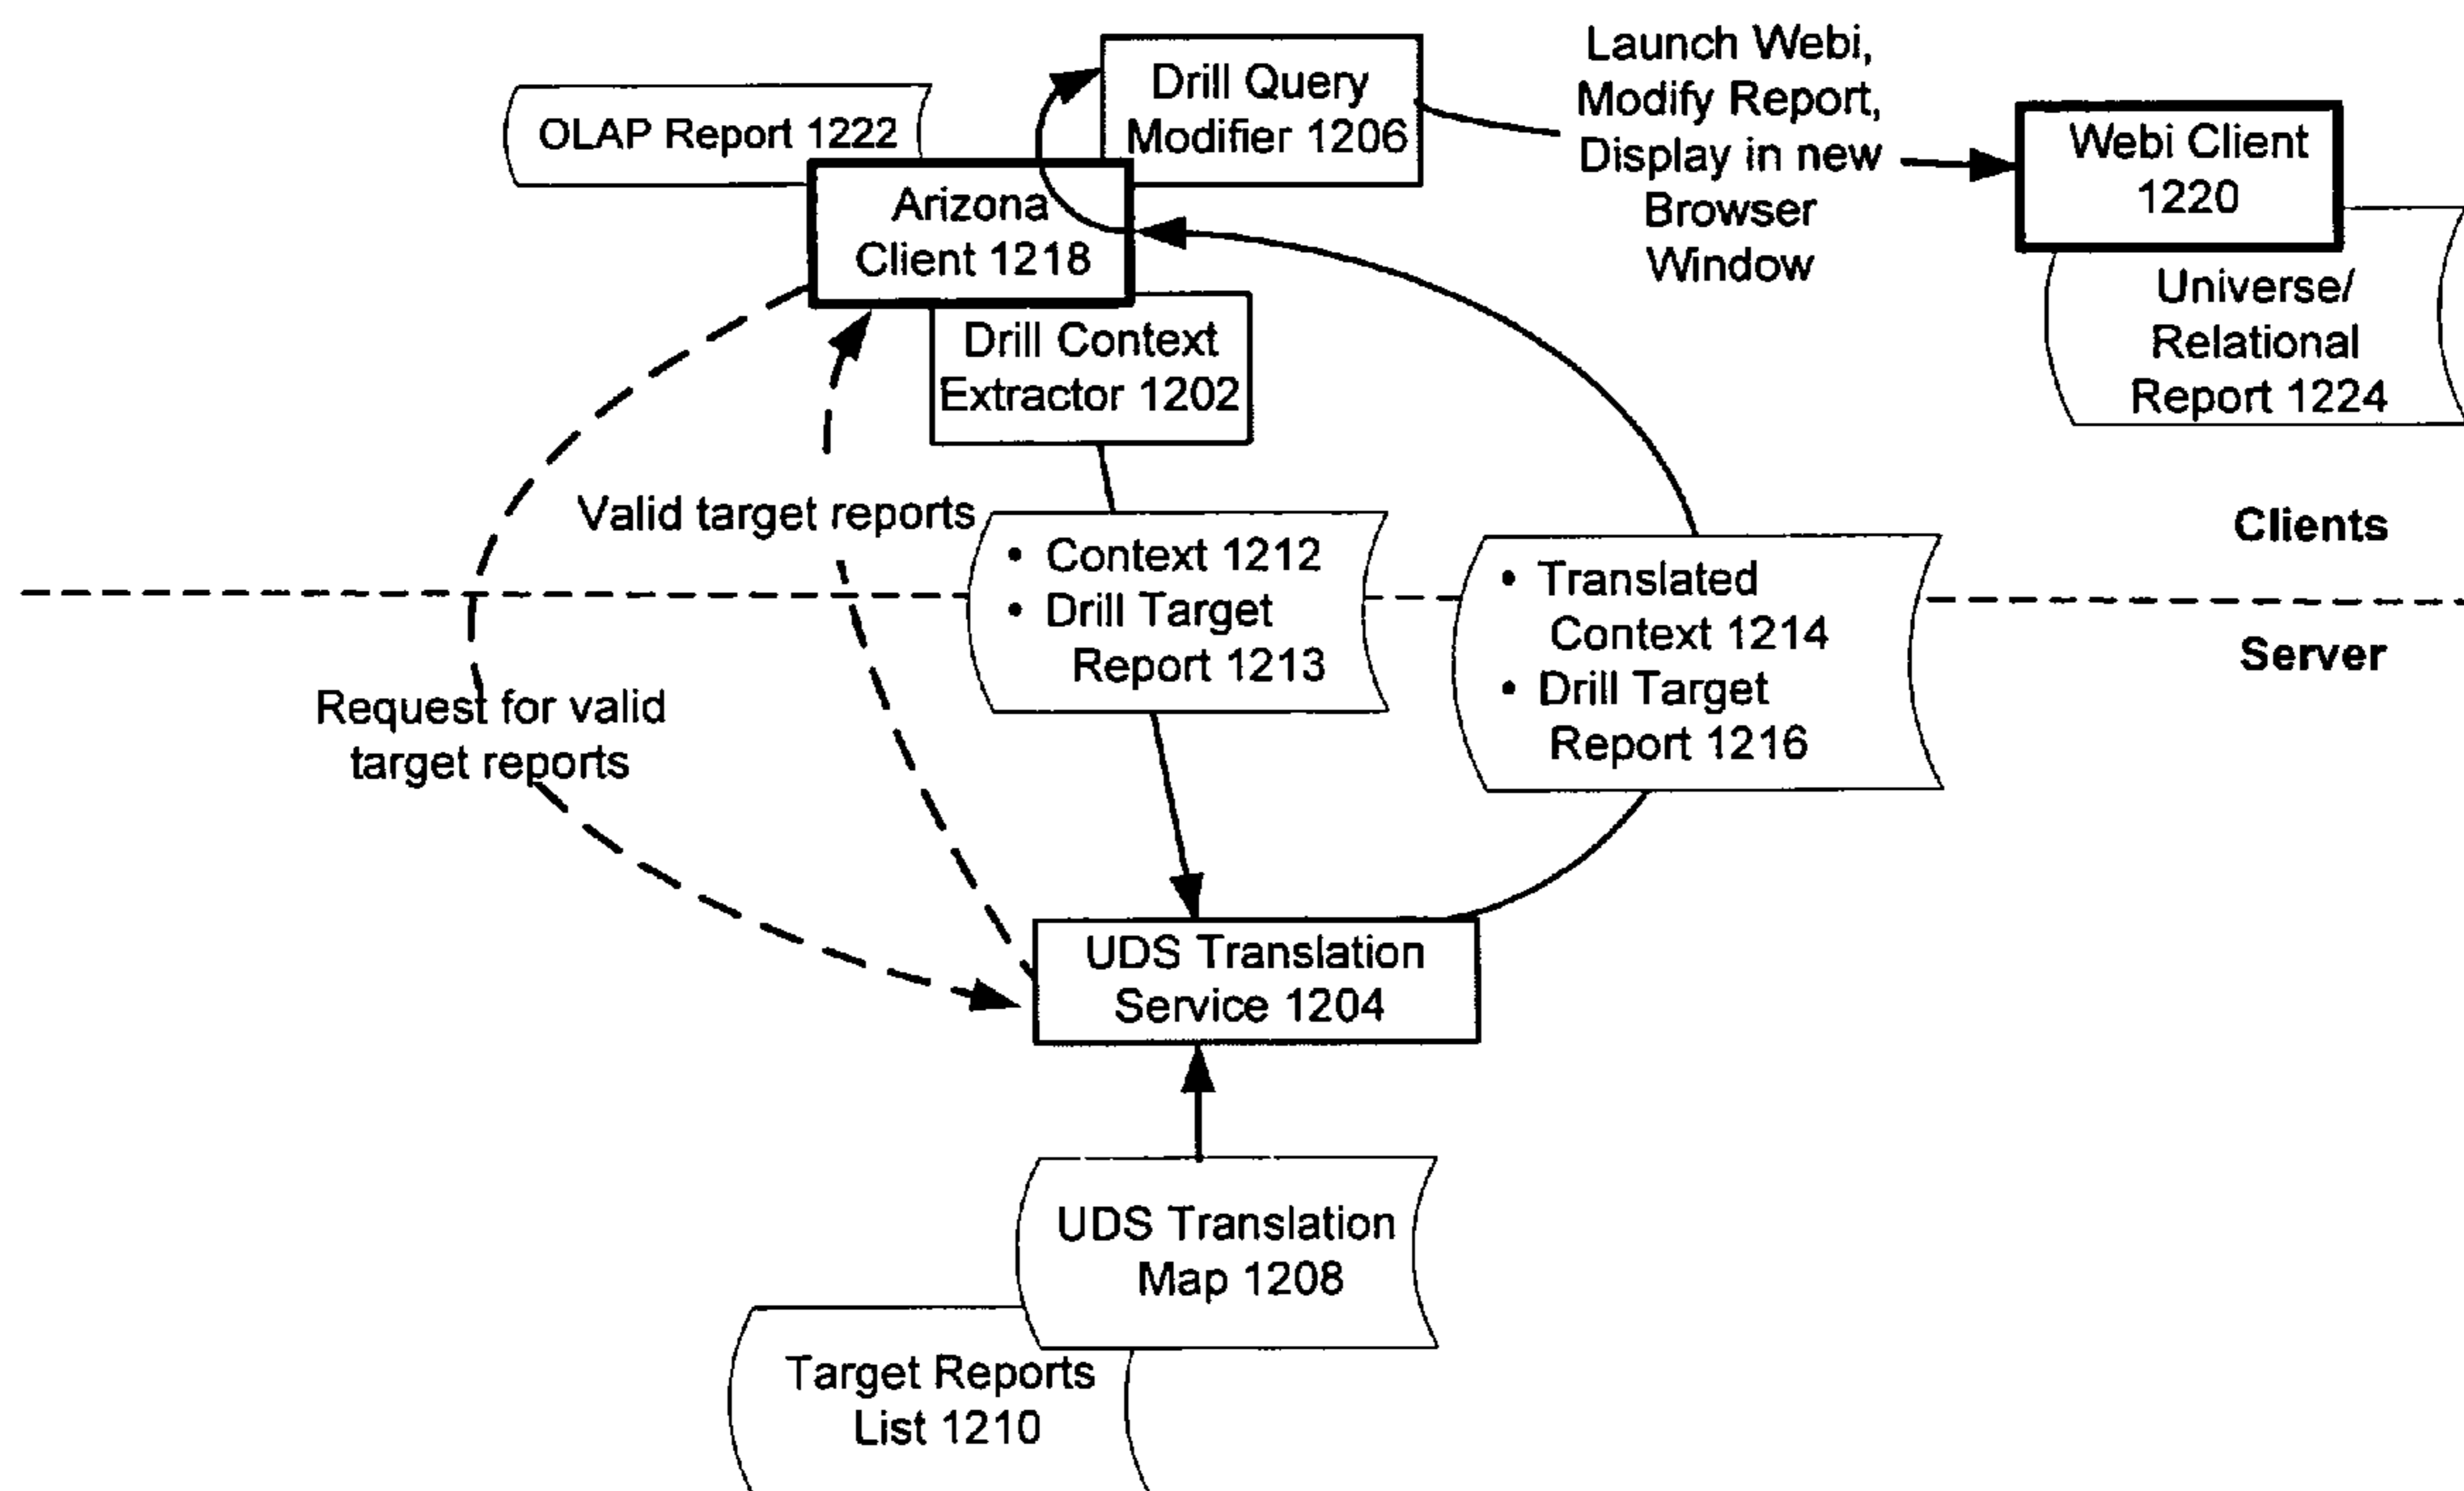 Launch Webi,
Modify Report,
Display in new
Browser
Window
Drill Query
Modifier 1206
OLAP Report 1222
Webi Client
1220
Arizona
Client 1218
Universe/
Relational
Report 1224
Drill Context
Extractor 1202
Valid target reports
Clients
• Context 1212
• Drill Target
Report 1213
• Translated
Context 1214
• Drill Target
Report 1216
Server
Request for valid
target reports
UDS Translation
Service 1204
UDS Translation
Map 1208
Target Reports
List 1210